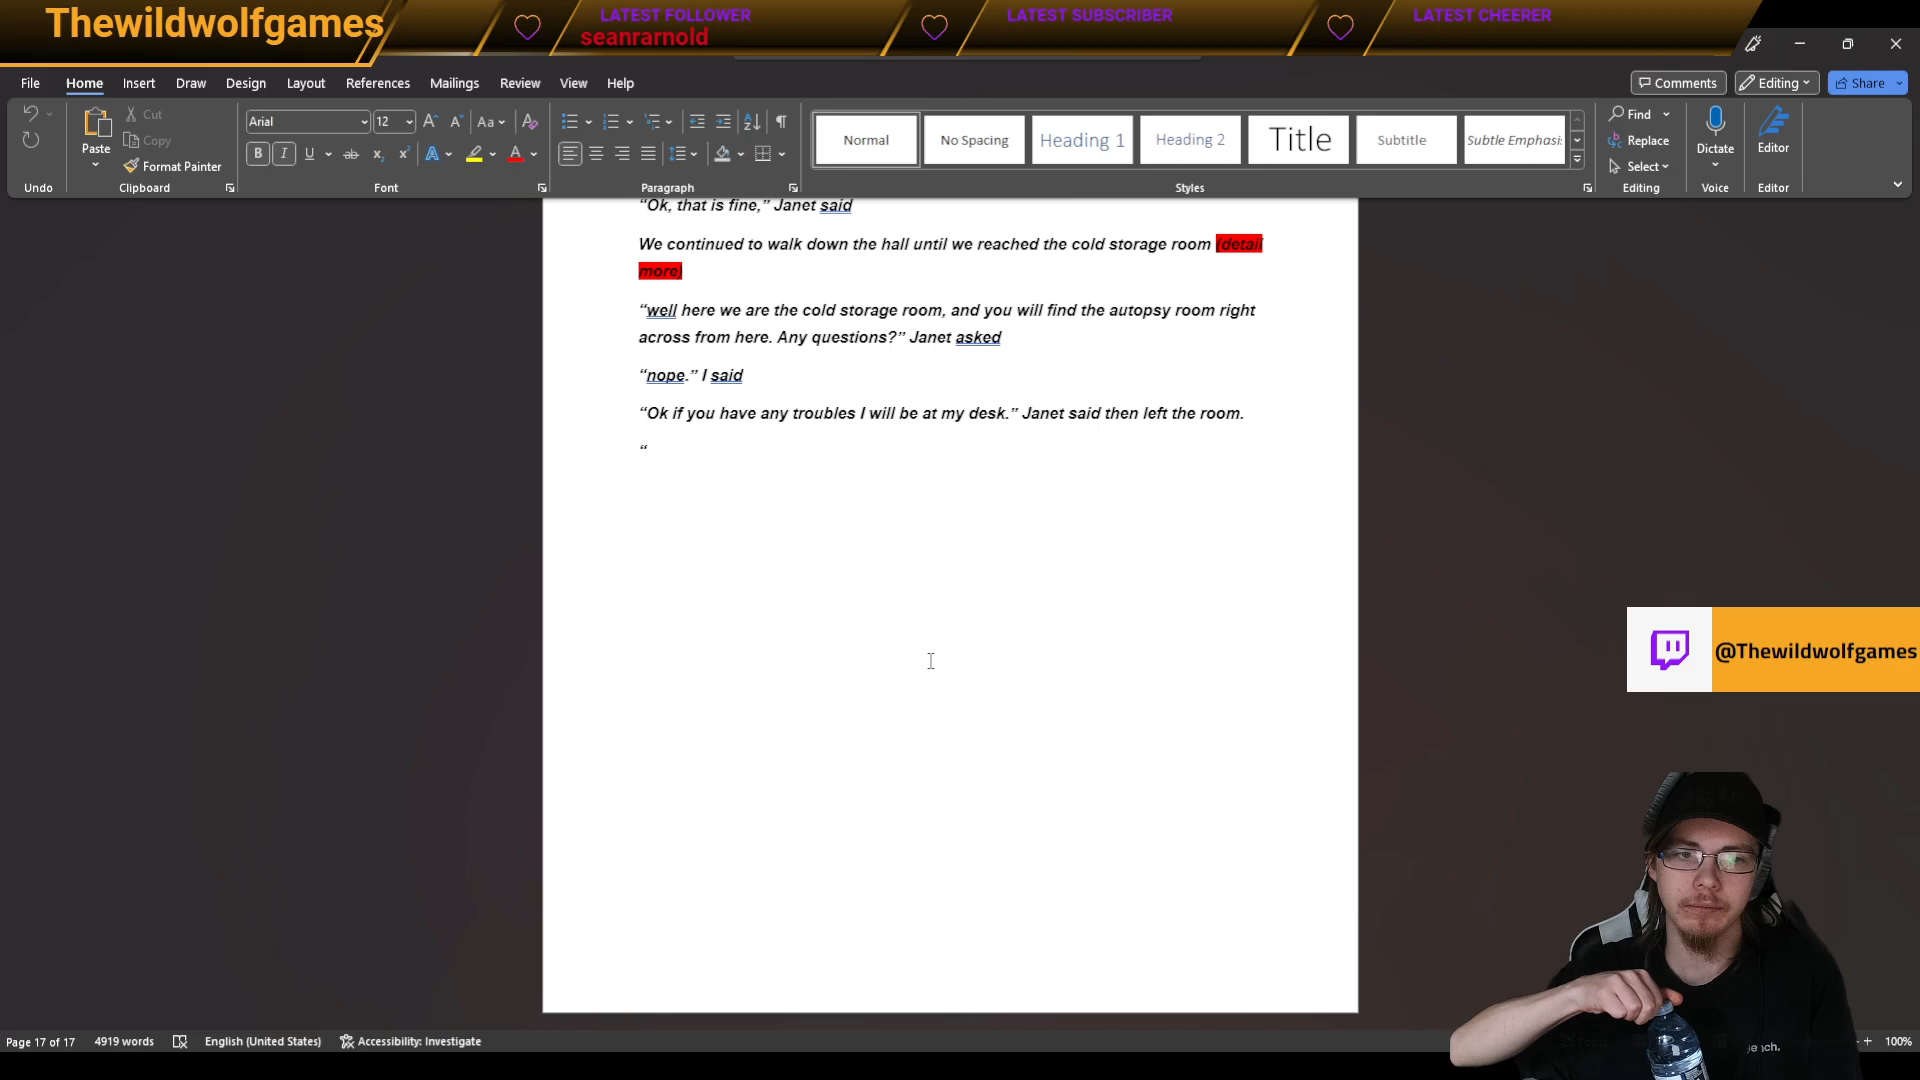 Thewildwolfgames
LATEST FOLLOWER
seanrarnold
LATEST SUBSCRIBER
LATEST CHEERER
File Home Insert Draw Design Layout References Mailings Review View Help
Comments Editing Share
Paste
Cut
Copy
Format Painter
Arial 12
Aa
B I U ab x₂ x² A A
Normal No Spacing Heading 1 Heading 2 Title Subtitle Subtle Emphasi
Find
Replace
Select
Dictate
Editor
Undo Clipboard Font Paragraph Styles Editing Voice Editor
“Ok, that is fine,” Janet said
We continued to walk down the hall until we reached the cold storage room (detail
more)
“well here we are the cold storage room, and you will find the autopsy room right
across from here. Any questions?” Janet asked
“nope.” I said
“Ok if you have any troubles I will be at my desk.” Janet said then left the room.
“
@Thewildwolfgames
Page 17 of 17 4919 words English (United States) Accessibility: Investigate
+ 100%